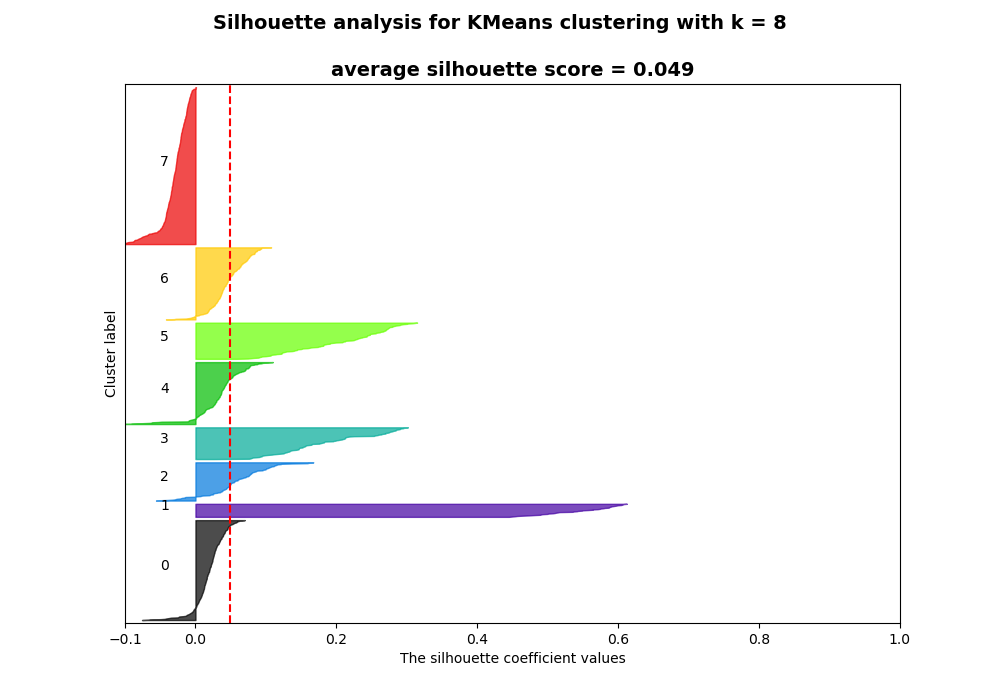 Silhouette analysis for KMeans clustering with k = 8
average silhouette score = 0.049
7
6
5
4
3
2
1
0
Cluster label
−0.1 0.0 0.2 0.4 0.6 0.8 1.0
The silhouette coefficient values